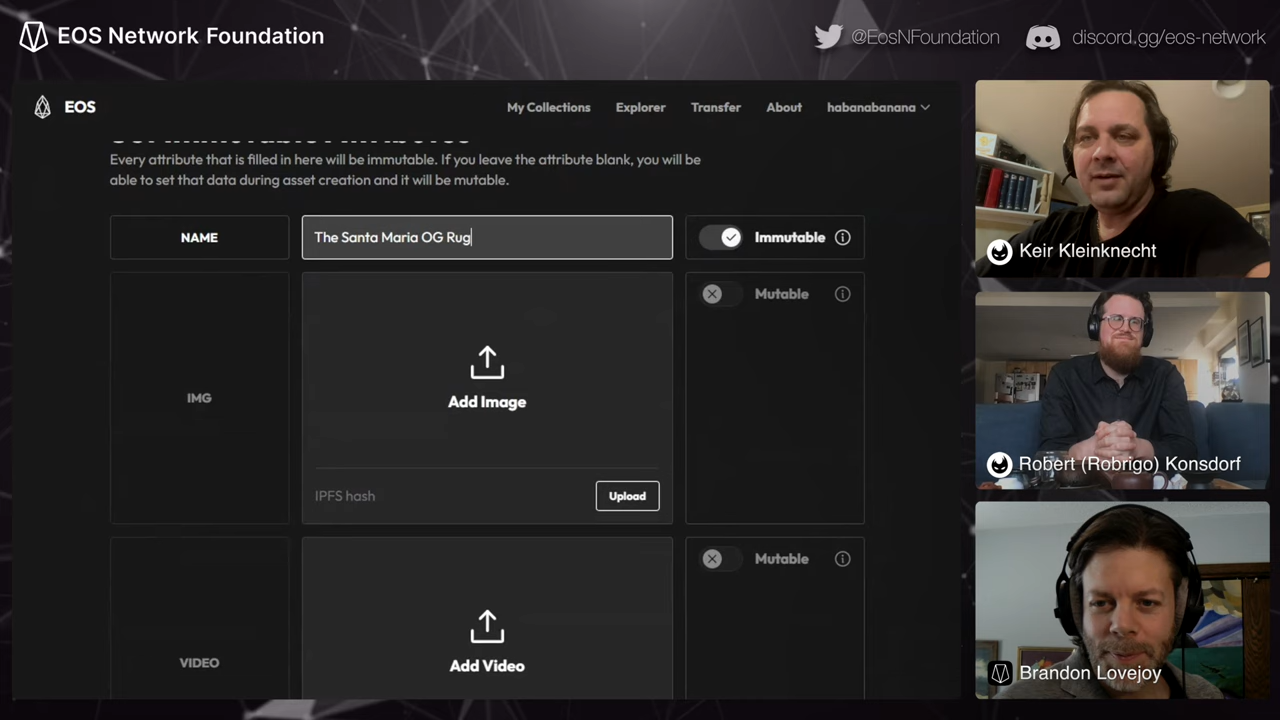 EOS Network Foundation
@EosNFoundation
discord.gg/eos-network
EOS
My Collections
Explorer
Transfer
About
habanabanana
Every attribute that is filled in here will be immutable. If you leave the attribute blank, you will be
able to set that data during asset creation and it will be mutable.
NAME
The Santa Maria OG Rug
Immutable
IMG
Add Image
IPFS hash
Upload
Mutable
VIDEO
Add Video
Mutable
Keir Kleinknecht
Robert (Robrigo) Konsdorf
Brandon Lovejoy